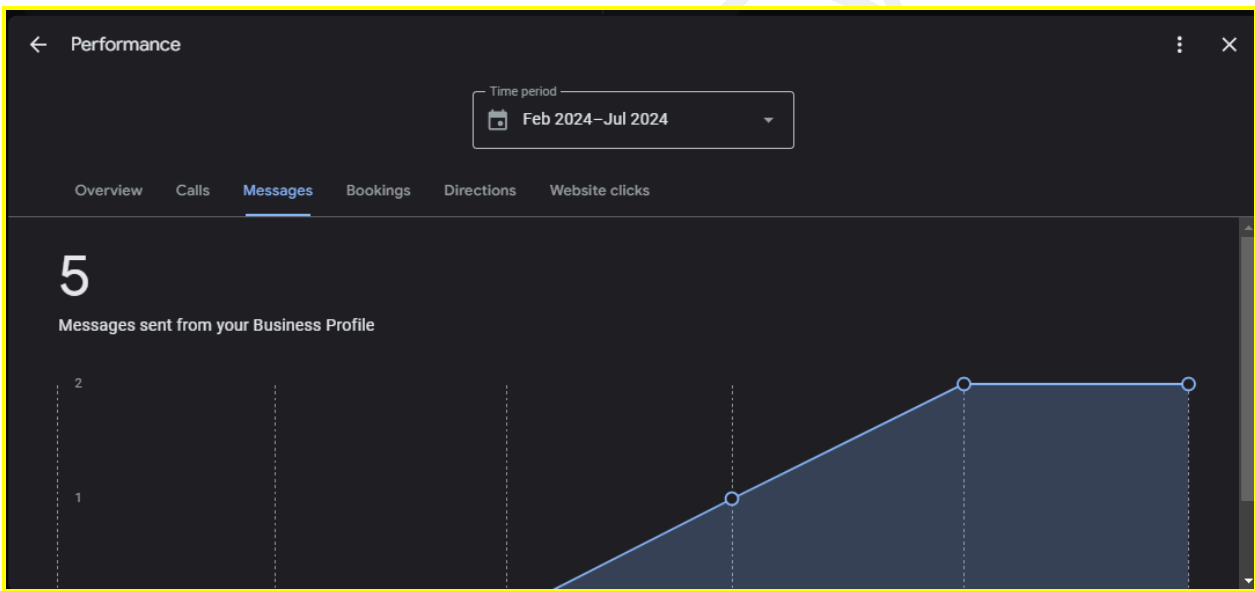 Performance
Time period
Feb 2024–Jul 2024
Overview Calls Messages Bookings Directions Website clicks
5
Messages sent from your Business Profile
2
1